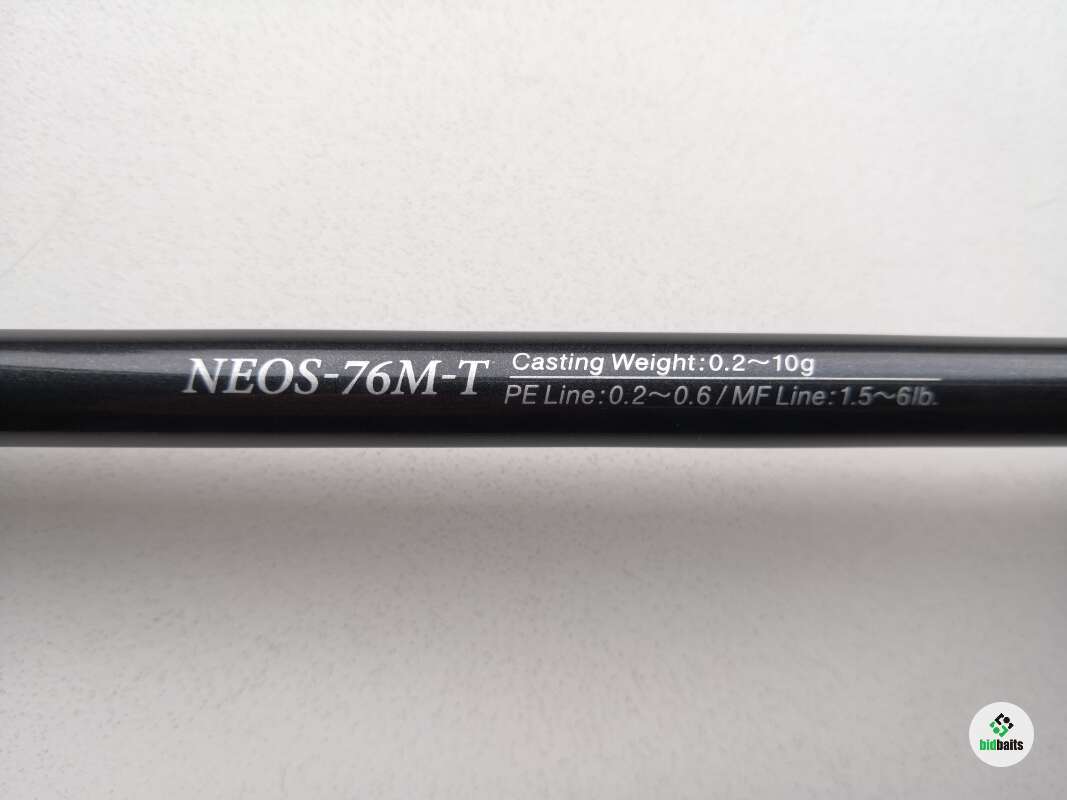 NEOS-76M-T
Casting Weight:0.2～10g
PE Line:0.2～0.6 / MF Line:1.5～6lb.
bidbaits